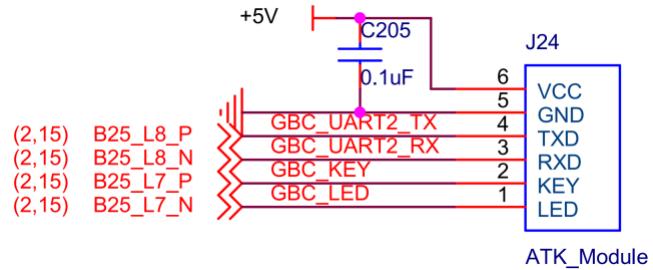 +5V
C205
0.1uF
J24
6 VCC
5 GND
GBC_UART2_TX 4 TXD
(2,15) B25_L8_P
GBC_UART2_RX 3 RXD
(2,15) B25_L8_N
GBC_KEY 2 KEY
(2,15) B25_L7_P
GBC_LED 1 LED
(2,15) B25_L7_N
ATK_Module